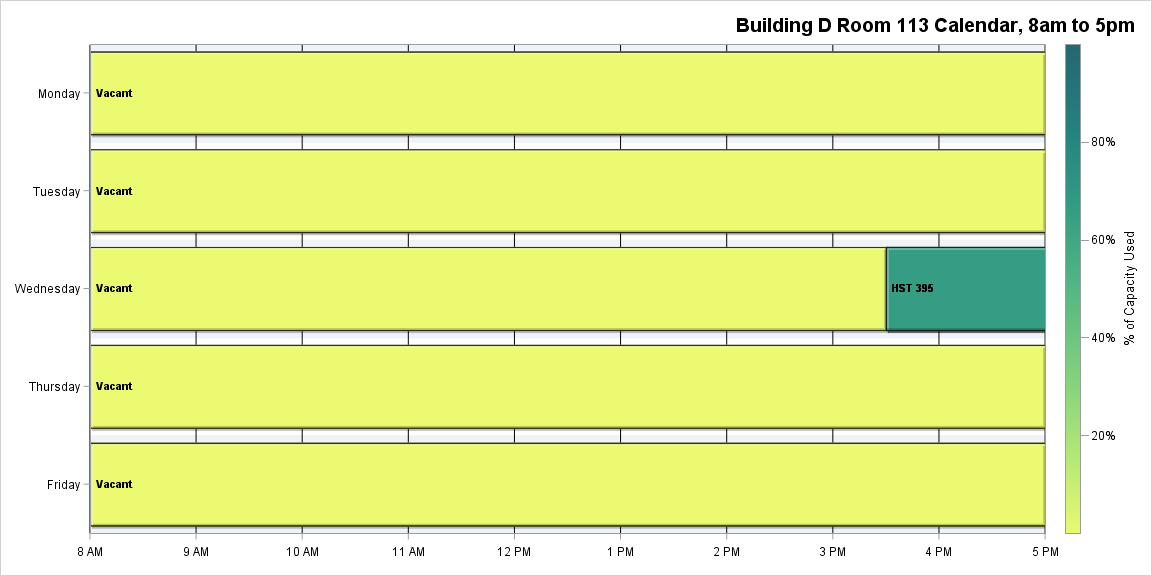 Building D Room 113 Calendar, 8am to 5pm
Monday
Vacant
Tuesday
Vacant
Wednesday
Vacant
HST 395
Thursday
Vacant
Friday
Vacant
8 AM
9 AM
10 AM
11 AM
12 PM
1 PM
2 PM
3 PM
4 PM
5 PM
80%
60%
40%
20%
% of Capacity Used